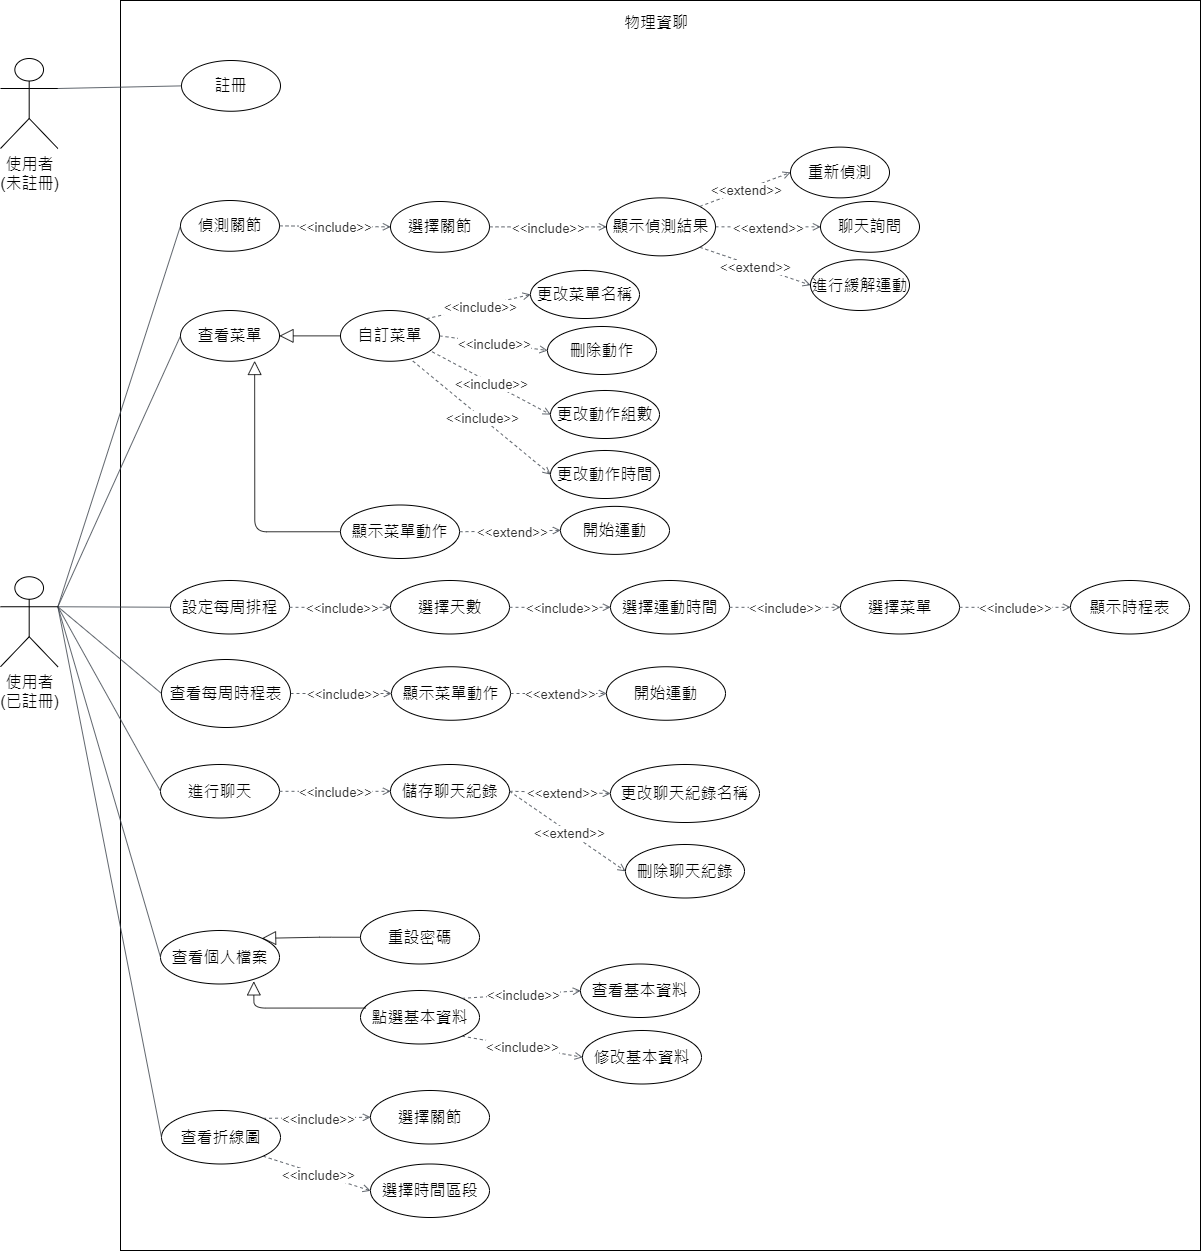 物理資聊
註冊
使用者
(未註冊)
重新偵測
<<extend>>
偵測關節
<<include>>
選擇關節
<<include>>
顯示偵測結果
<<extend>>
聊天詢問
<<extend>>
進行緩解運動
更改菜單名稱
<<include>>
查看菜單
自訂菜單
<<include>>
刪除動作
<<include>>
更改動作組數
<<include>>
更改動作時間
顯示菜單動作
<<extend>>
開始運動
設定每周排程
<<include>>
選擇天數
<<include>>
選擇運動時間
<<include>>
選擇菜單
<<include>>
顯示時程表
使用者
(已註冊)
查看每周時程表
<<include>>
顯示菜單動作
<<extend>>
開始運動
進行聊天
<<include>>
儲存聊天紀錄
<<extend>>
更改聊天紀錄名稱
<<extend>>
刪除聊天紀錄
重設密碼
查看個人檔案
點選基本資料
<<include>>
查看基本資料
<<include>>
修改基本資料
查看折線圖
<<include>>
選擇關節
<<include>>
選擇時間區段